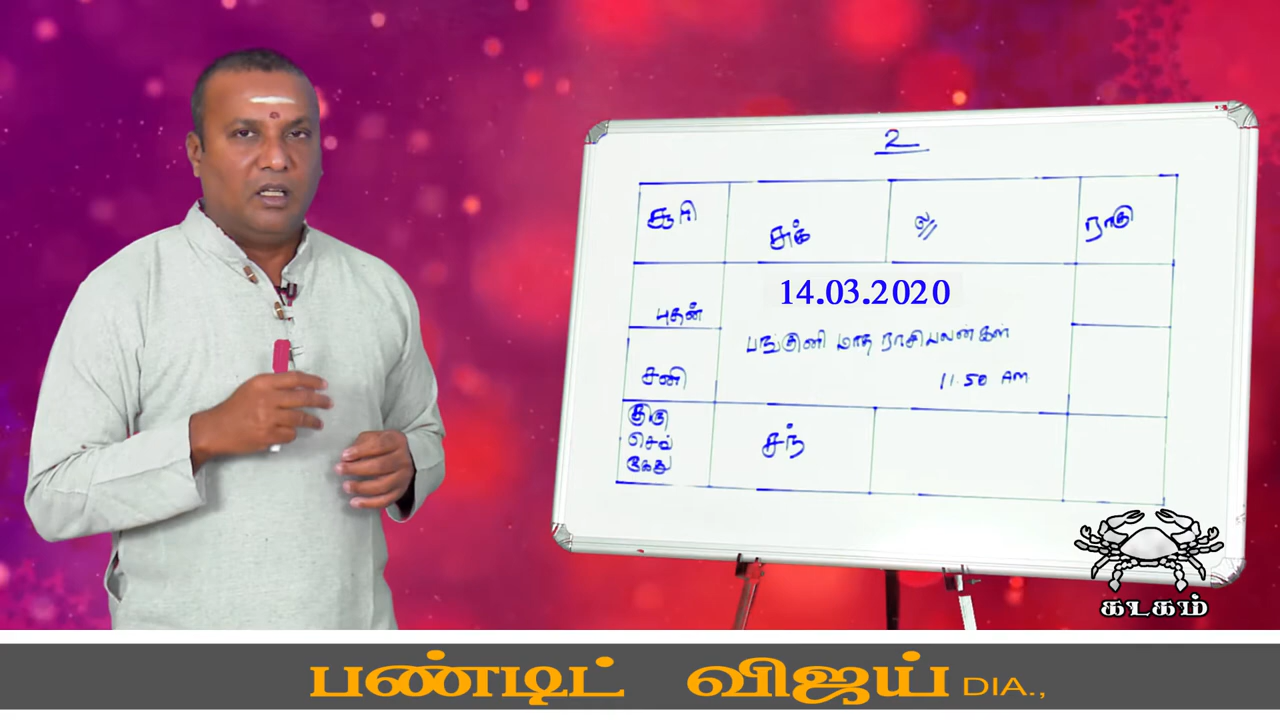 2
சூரி
சுக்
ல//
ராகு
14.03.2020
புதன்
பங்குனி மாத ராசிபலன்கள்
சனி
11.50 AM
குரு
செவ்
கேது
சந்
கடகம்
பண்டிட் விஜய் DIA.,